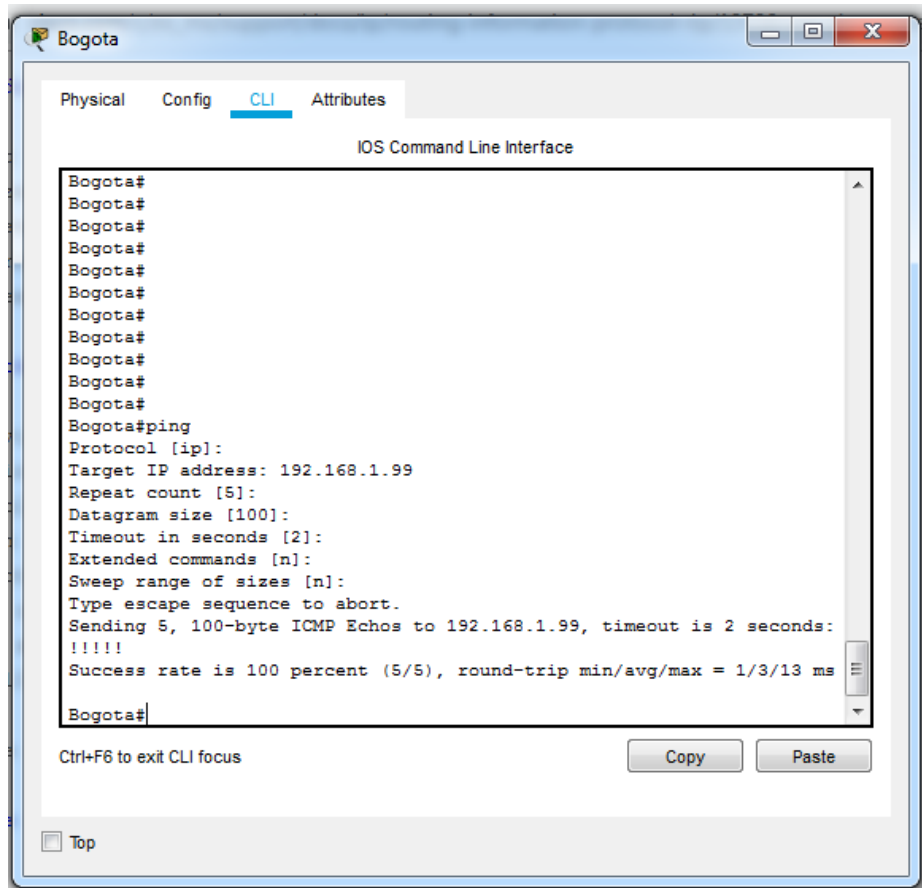 Bogota
Physical Config CLI Attributes
IOS Command Line Interface
Bogota#
Bogota#
Bogota#
Bogota#
Bogota#
Bogota#
Bogota#
Bogota#
Bogota#
Bogota#
Bogota#
Bogota#ping
Protocol [ip]:
Target IP address: 192.168.1.99
Repeat count [5]:
Datagram size [100]:
Timeout in seconds [2]:
Extended commands [n]:
Sweep range of sizes [n]:
Type escape sequence to abort.
Sending 5, 100-byte ICMP Echos to 192.168.1.99, timeout is 2 seconds:
!!!!!
Success rate is 100 percent (5/5), round-trip min/avg/max = 1/3/13 ms
Bogota#
Ctrl+F6 to exit CLI focus
Copy Paste
Top